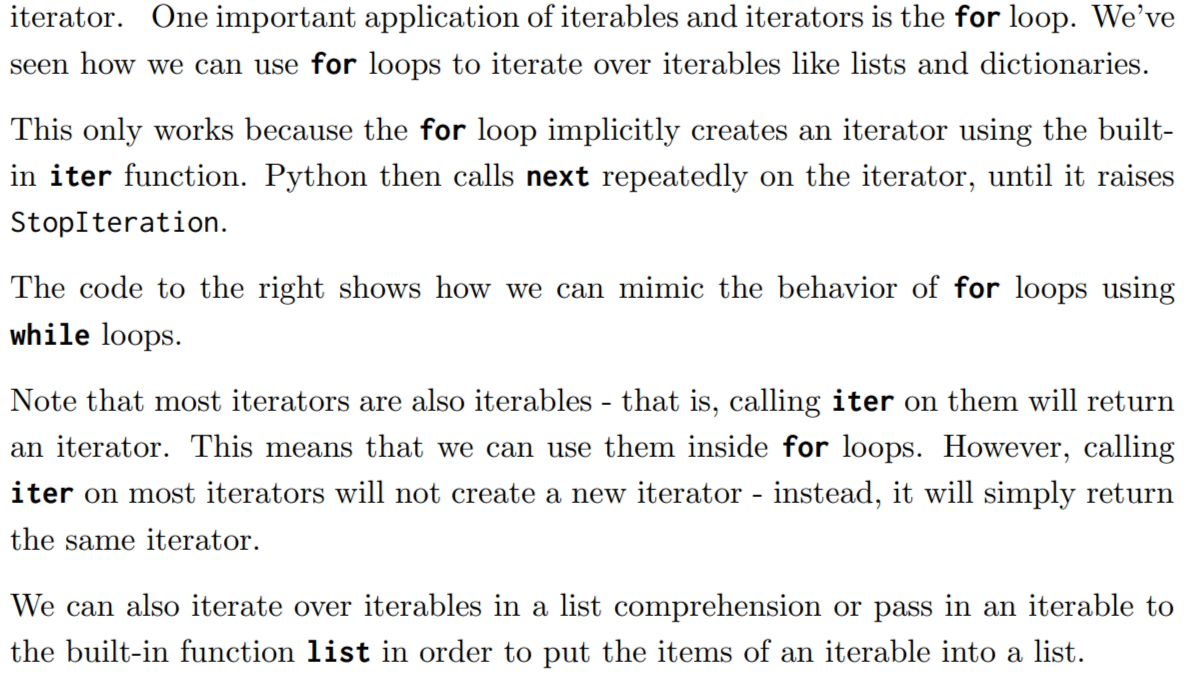 iterator. One important application of iterables and iterators is the for loop. We've
seen how we can use for loops to iterate over iterables like lists and dictionaries.
This only works because the for loop implicitly creates an iterator using the built-
in iter function. Python then calls next repeatedly on the iterator, until it raises
StopIteration.
The code to the right shows how we can mimic the behavior of for loops using
while loops.
Note that most iterators are also iterables - that is, calling iter on them will return
an iterator. This means that we can use them inside for loops. However, calling
iter on most iterators will not create a new iterator - instead, it will simply return
the same iterator.
We can also iterate over iterables in a list comprehension or pass in an iterable to
the built-in function list in order to put the items of an iterable into a list.